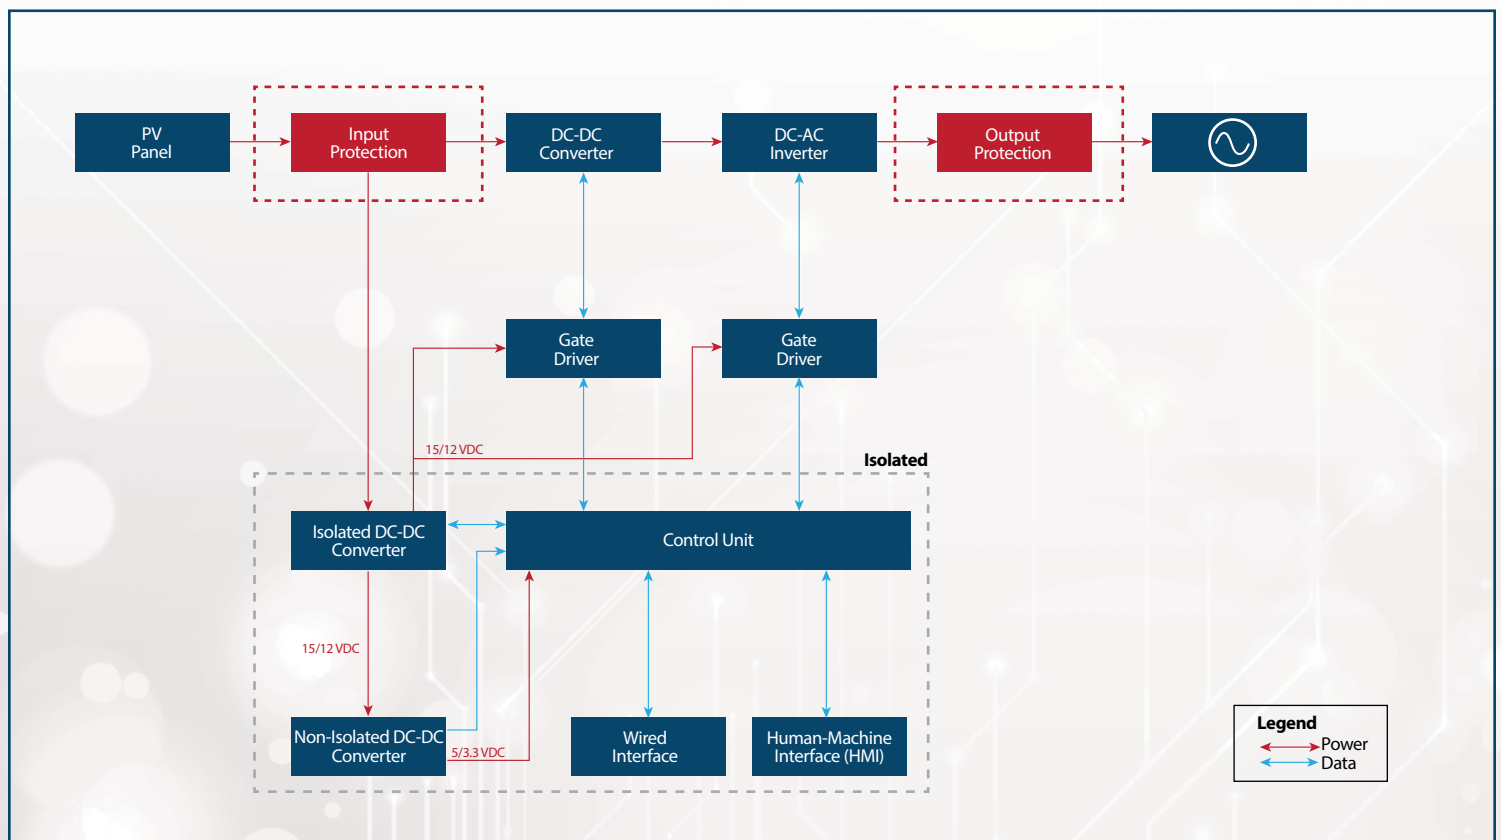 PV
Panel
Input
Protection
DC-DC
Converter
DC-AC
Inverter
Output
Protection
Gate
Driver
Gate
Driver
15/12 VDC
Isolated
Isolated DC-DC
Converter
Control Unit
15/12 VDC
Non-Isolated DC-DC
Converter
5/3.3 VDC
Wired
Interface
Human-Machine
Interface (HMI)
Legend
Power
Data